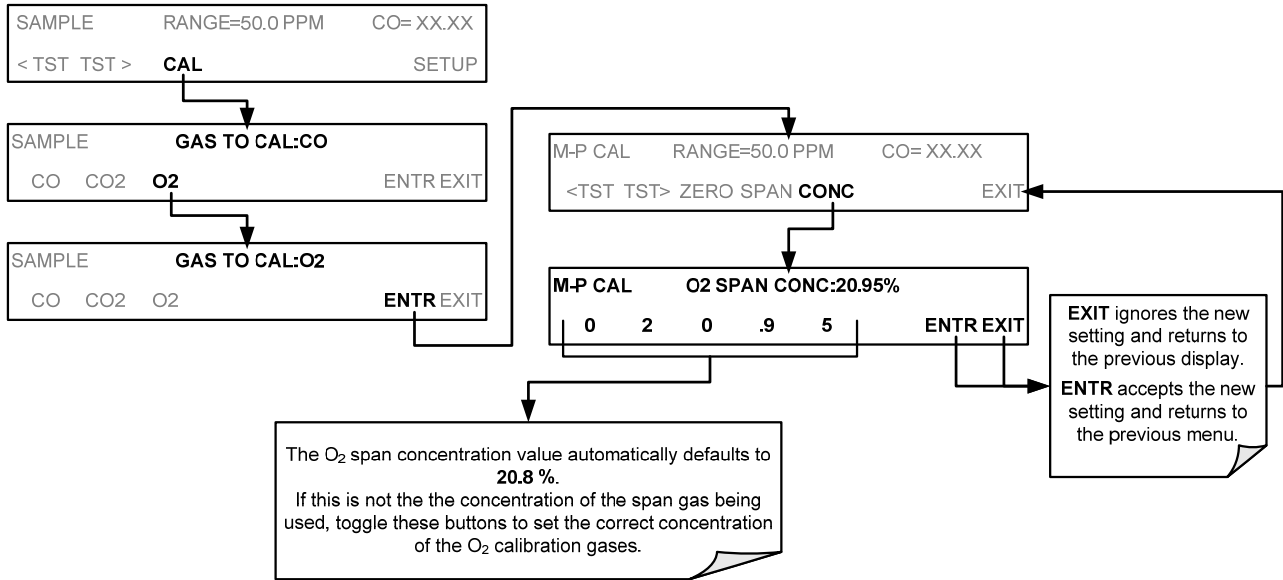 SAMPLE RANGE=50.0 PPM CO= XX.XX
< TST TST > CAL SETUP
SAMPLE GAS TO CAL:CO
CO CO2 O2 ENTR EXIT
SAMPLE GAS TO CAL:O2
CO CO2 O2 ENTR EXIT
M-P CAL RANGE=50.0 PPM CO= XX.XX
<TST TST> ZERO SPAN CONC EXIT
M-P CAL O2 SPAN CONC:20.95%
0 2 0 .9 5 ENTR EXIT
EXIT ignores the new
setting and returns to
the previous display.
ENTR accepts the new
setting and returns to
the previous menu.
The O₂ span concentration value automatically defaults to
20.8 %.
If this is not the the concentration of the span gas being
used, toggle these buttons to set the correct concentration
of the O₂ calibration gases.